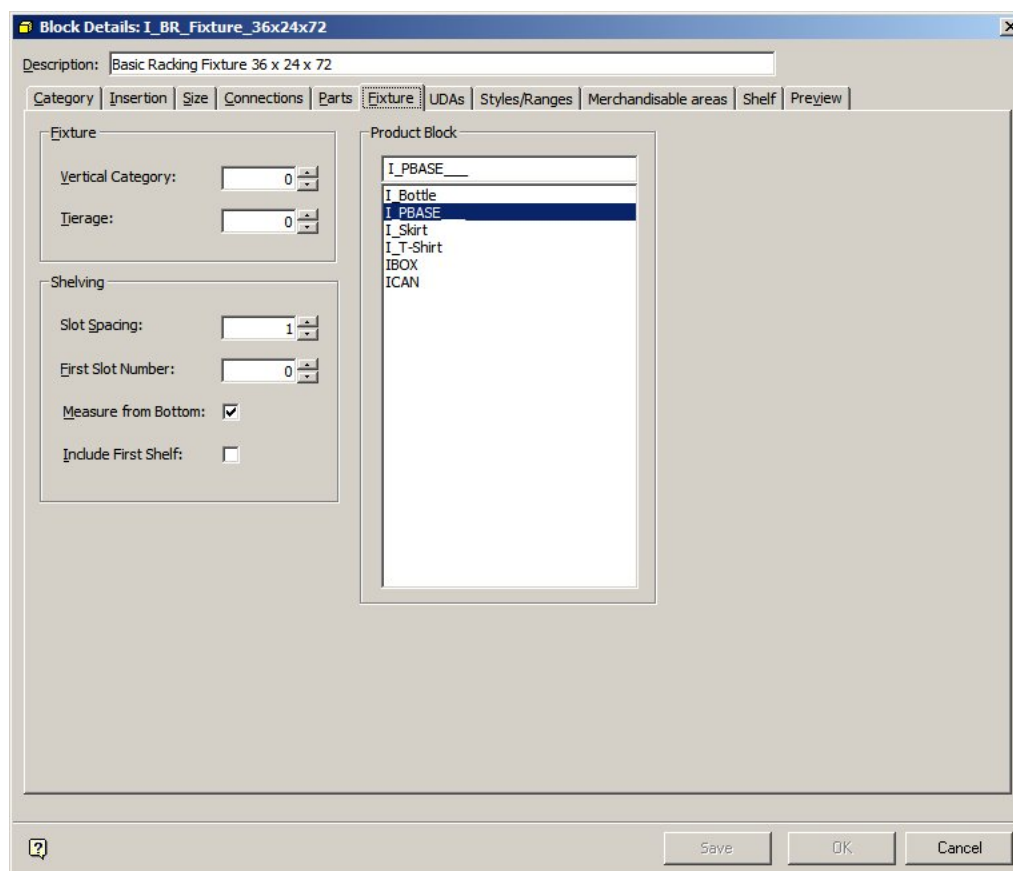 Block Details: I_BR_Fixture_36x24x72
Description: Basic Racking Fixture 36 x 24 x 72
Category Insertion Size Connections Parts Fixture UDAs Styles/Ranges Merchandisable areas Shelf Preview
Fixture
Vertical Category: 0
Tierage: 0
Shelving
Slot Spacing: 1
First Slot Number: 0
Measure from Bottom:
Include First Shelf:
Product Block
I_PBASE___
I_Bottle
I_PBASE___
I_Skirt
I_T-Shirt
IBOX
ICAN
Save OK Cancel